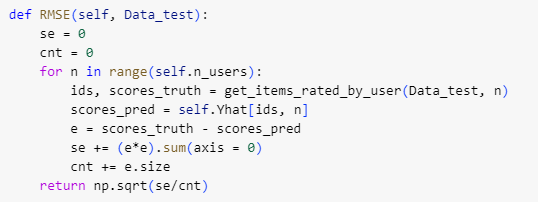 def RMSE(self, Data_test):
    se = 0
    cnt = 0
    for n in range(self.n_users):
        ids, scores_truth = get_items_rated_by_user(Data_test, n)
        scores_pred = self.Yhat[ids, n]
        e = scores_truth - scores_pred
        se += (e*e).sum(axis = 0)
        cnt += e.size
    return np.sqrt(se/cnt)